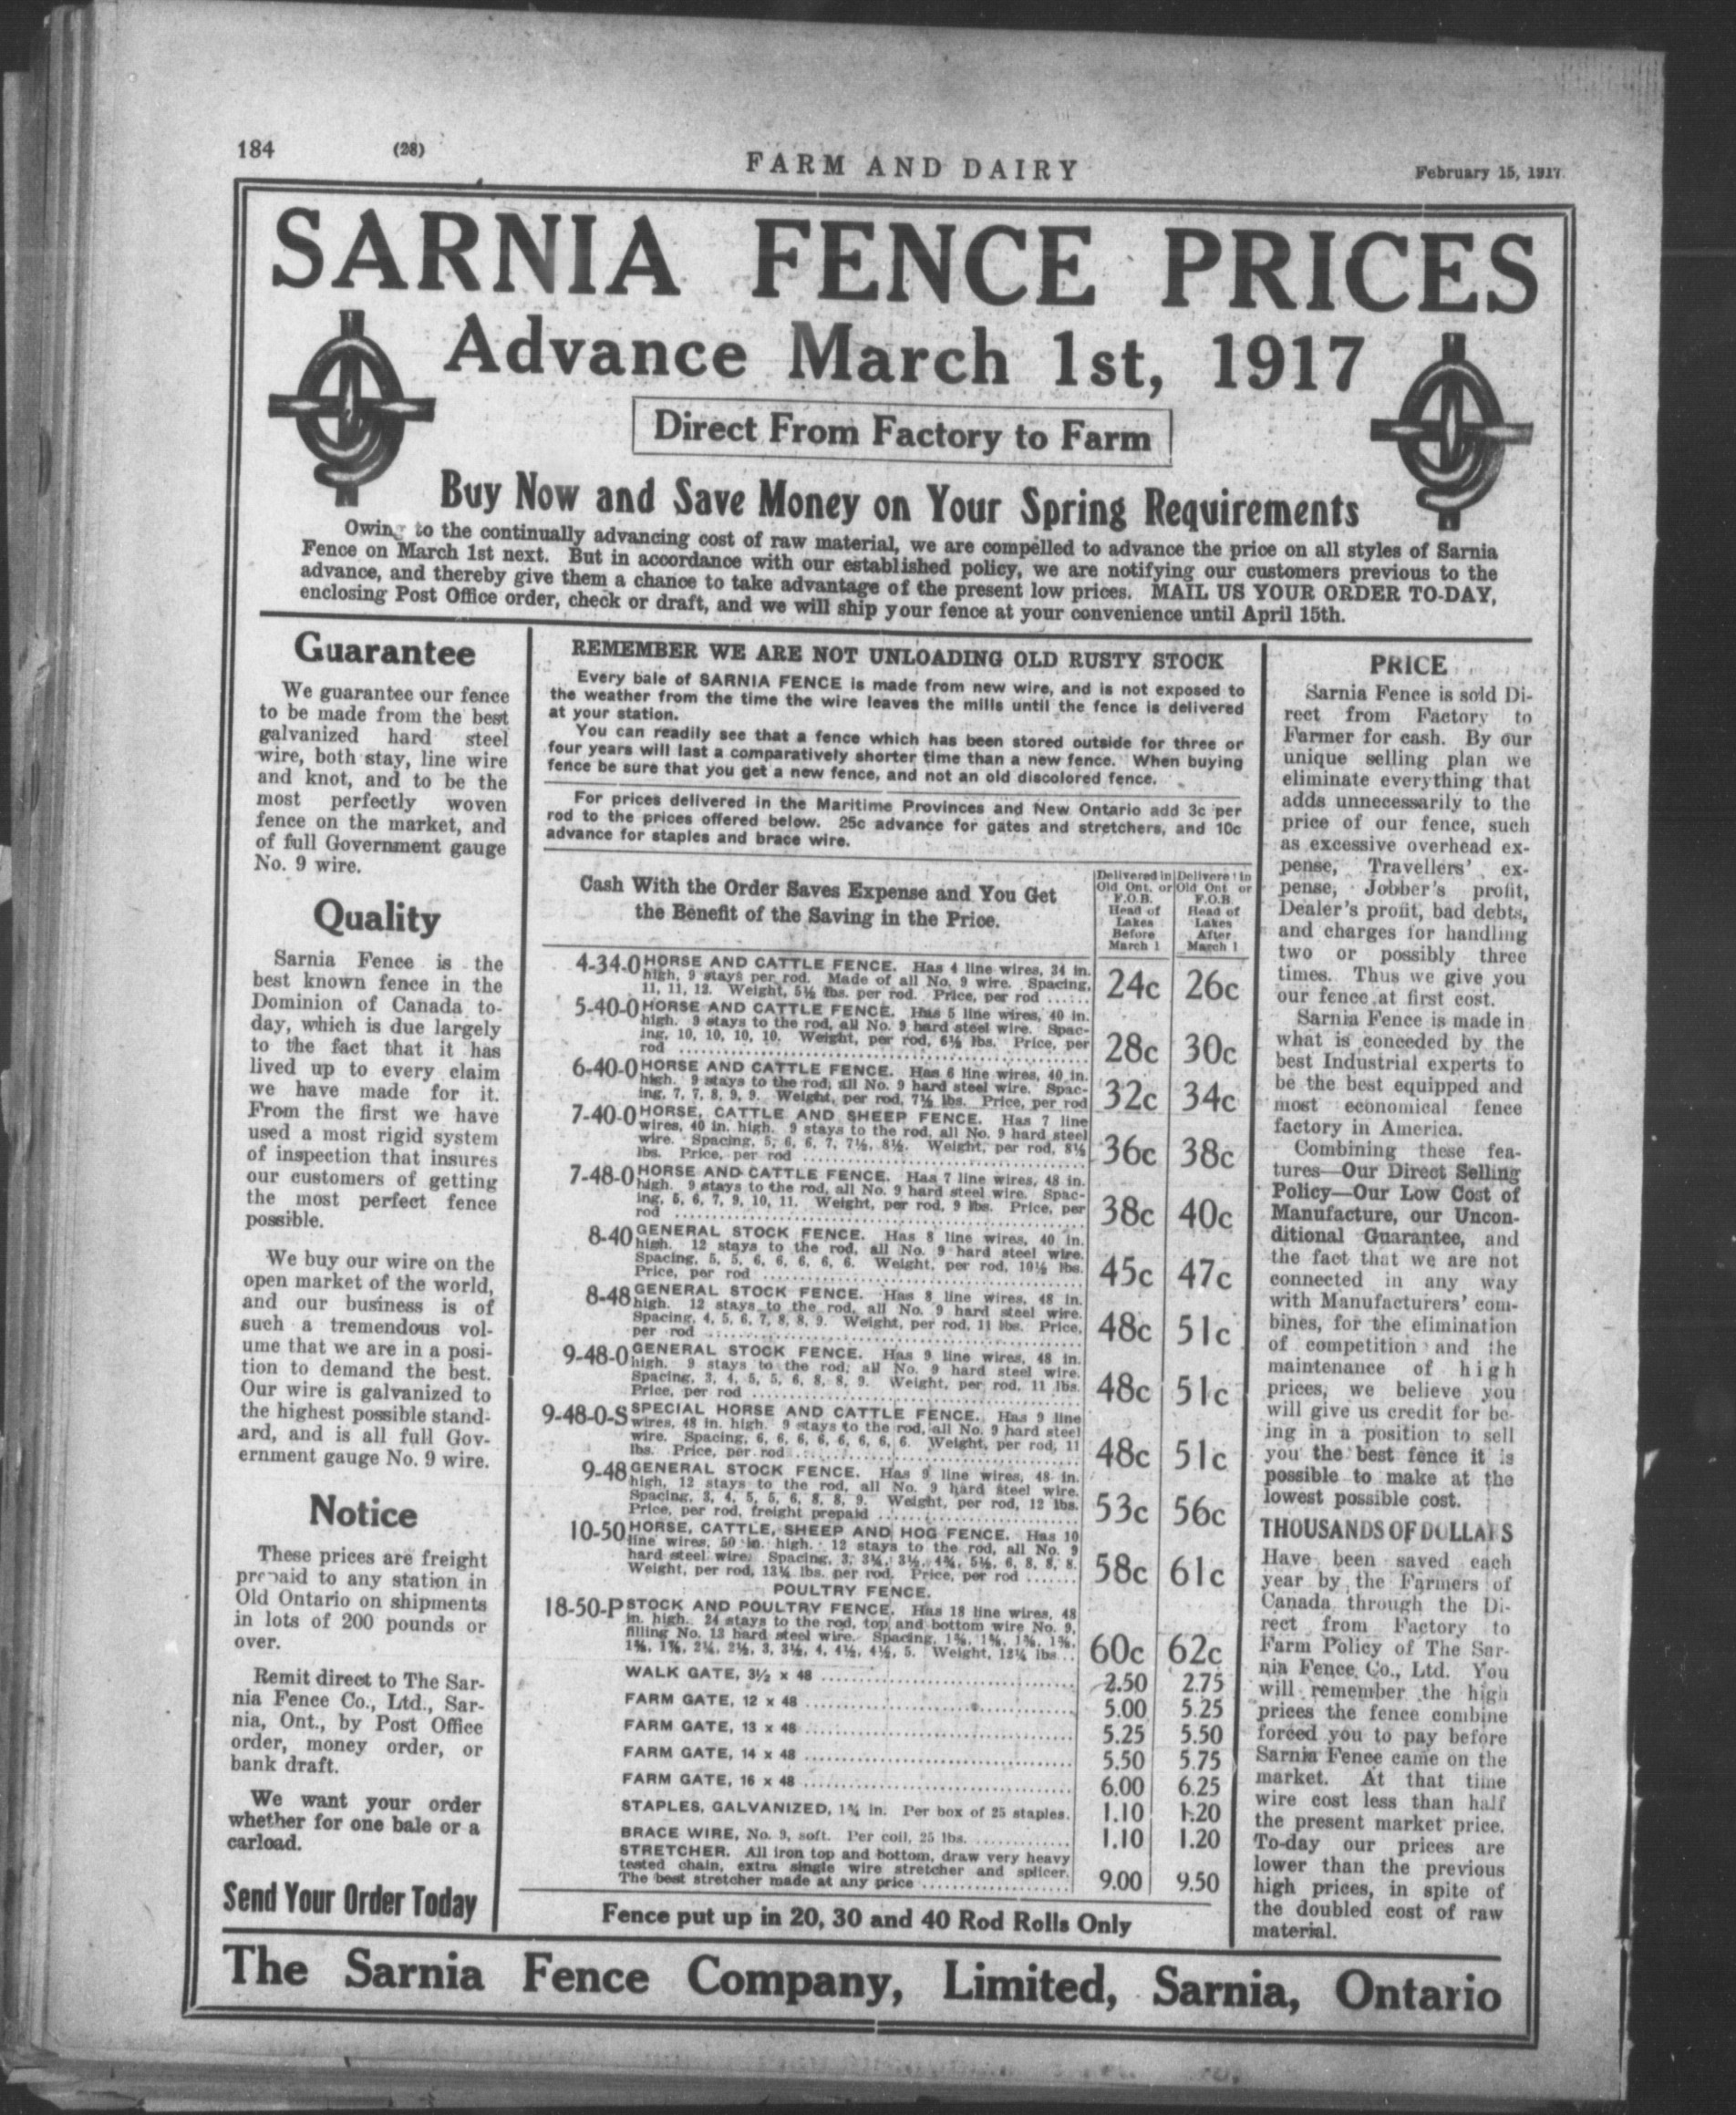 184
(28)
FARM AND DAIRY
February 15, 1917
SARNIA FENCE PRICES
Advance March 1st, 1917
Direct From Factory to Farm
Buy Now and Save Money on Your Spring Requirements
Owing to the continually advancing cost of raw material, we are compelled to advance the price on all styles of Sarnia
Fence on March 1st next. But in accordance with our established policy, we are notifying our customers previous to the
advance, and thereby give them a chance to take advantage of the present low prices. MAIL US YOUR ORDER TO-DAY,
enclosing Post Office order, check or draft, and we will ship your fence at your convenience until April 15th.
Guarantee
We guarantee our fence
to be made from the best
galvanized hard steel
wire, both stay, line wire
and knot, and to be the
most perfectly woven
fence on the market, and
of full Government gauge
No. 9 wire.
Quality
Sarnia Fence is the
best known fence in the
Dominion of Canada to-
day, which is due largely
to the fact that it has
lived up to every claim
we have made for it.
From the first we have
used a most rigid system
of inspection that insures
our customers of getting
the most perfect fence
possible.
We buy our wire on the
open market of the world,
and our business is of
such a tremendous vol-
ume that we are in a posi-
tion to demand the best.
Our wire is galvanized to
the highest possible stand-
ard, and is all full Gov-
ernment gauge No. 9 wire.
Notice
These prices are freight
prepaid to any station in
Old Ontario on shipments
in lots of 200 pounds or
over.
Remit direct to The Sar-
nia Fence Co., Ltd., Sar-
nia, Ont., by Post Office
order, money order, or
bank draft.
We want your order
whether for one bale or a
carload.
Send Your Order Today
REMEMBER WE ARE NOT UNLOADING OLD RUSTY STOCK
Every bale of SARNIA FENCE is made from new wire, and is not exposed to
the weather from the time the wire leaves the mills until the fence is delivered
at your station.
You can readily see that a fence which has been stored outside for three or
four years will last a comparatively shorter time than a new fence. When buying
fence be sure that you get a new fence, and not an old discolored fence.
For prices delivered in the Maritime Provinces and New Ontario add 3c per
rod to the prices offered below. 25c advance for gates and stretchers, and 10c
advance for staples and brace wire.
Cash With the Order Saves Expense and You Get
the Benefit of the Saving in the Price.
Delivered in
Old Ont. or
F.O.B.
Head of
Lakes
Before
March 1
Delivered in
Old Ont. or
F.O.B.
Head of
Lakes
After
March 1
4-34-0 HORSE AND CATTLE FENCE. Has 4 line wires, 34 in.
high, 9 stays per rod. Made of all No. 9 wire. Spacing,
11, 11, 12. Weight, 5½ lbs. per rod. Price, per rod ...... 24c 26c
5-40-0 HORSE AND CATTLE FENCE. Has 5 line wires, 40 in.
high. 9 stays to the rod, all No. 9 hard steel wire. Spac-
ing, 10, 10, 10, 10. Weight, per rod, 6½ lbs. Price, per
rod ...... 28c 30c
6-40-0 HORSE AND CATTLE FENCE. Has 6 line wires, 40 in.
high. 9 stays to the rod, all No. 9 hard steel wire. Spac-
ing, 7, 7, 8, 9, 9. Weight, per rod, 7½ lbs. Price, per rod 32c 34c
7-40-0 HORSE, CATTLE AND SHEEP FENCE. Has 7 line
wires, 40 in. high. 9 stays to the rod, all No. 9 hard steel
wire. Spacing, 5, 6, 6, 7, 7½, 8½. Weight, per rod, 8½
lbs. Price, per rod ...... 36c 38c
7-48-0 HORSE AND CATTLE FENCE. Has 7 line wires, 48 in.
high. 9 stays to the rod, all No. 9 hard steel wire. Spac-
ing, 5, 6, 7, 9, 10, 11. Weight, per rod, 9 lbs. Price, per
rod ...... 38c 40c
8-40 GENERAL STOCK FENCE. Has 8 line wires, 40 in.
high. 12 stays to the rod, all No. 9 hard steel wire.
Spacing, 5, 5, 6, 6, 6, 6, 6. Weight, per rod, 10½ lbs.
Price, per rod ...... 45c 47c
8-48 GENERAL STOCK FENCE. Has 8 line wires, 48 in.
high. 12 stays to the rod, all No. 9 hard steel wire.
Spacing, 4, 5, 6, 7, 8, 8, 9. Weight, per rod, 11 lbs. Price,
per rod ...... 48c 51c
9-48-0 GENERAL STOCK FENCE. Has 9 line wires, 48 in.
high. 9 stays to the rod, all No. 9 hard steel wire.
Spacing, 3, 4, 5, 5, 6, 8, 8, 9. Weight, per rod, 11 lbs.
Price, per rod ...... 48c 51c
9-48-0-S SPECIAL HORSE AND CATTLE FENCE. Has 9 line
wires, 48 in. high. 9 stays to the rod, all No. 9 hard steel
wire. Spacing, 6, 6, 6, 6, 6, 6, 6, 6. Weight, per rod, 11
lbs. Price, per rod ...... 48c 51c
9-48 GENERAL STOCK FENCE. Has 9 line wires, 48 in.
high, 12 stays to the rod, all No. 9 hard steel wire.
Spacing, 3, 4, 5, 5, 6, 8, 8, 9. Weight, per rod, 12 lbs.
Price, per rod, freight prepaid ...... 53c 56c
10-50 HORSE, CATTLE, SHEEP AND HOG FENCE. Has 10
line wires, 50 in. high. 12 stays to the rod, all No. 9
hard steel wire. Spacing, 3, 3¼, 3½, 4¾, 5½, 6, 8, 8, 8.
Weight, per rod, 13¼ lbs. per rod. Price, per rod ...... 58c 61c
POULTRY FENCE.
18-50-P STOCK AND POULTRY FENCE. Has 18 line wires, 48
in. high. 24 stays to the rod, top and bottom wire No. 9,
filling No. 13 hard steel wire. Spacing, 1⅝, 1⅝, 1⅝, 1⅝,
1⅝, 1⅝, 2¼, 2½, 3, 3½, 4, 4½, 4½, 5. Weight, 12¼ lbs... 60c 62c
WALK GATE, 3½ x 48 ...... 2.50 2.75
FARM GATE, 12 x 48 ...... 5.00 5.25
FARM GATE, 13 x 48 ...... 5.25 5.50
FARM GATE, 14 x 48 ...... 5.50 5.75
FARM GATE, 16 x 48 ...... 6.00 6.25
STAPLES, GALVANIZED, 1¾ in. Per box of 25 staples. 1.10 1.20
BRACE WIRE, No. 9, soft. Per coil, 25 lbs. ...... 1.10 1.20
STRETCHER. All iron top and bottom, draw very heavy
tested chain, extra single wire stretcher and splicer.
The best stretcher made at any price ...... 9.00 9.50
Fence put up in 20, 30 and 40 Rod Rolls Only
PRICE
Sarnia Fence is sold Di-
rect from Factory to
Farmer for cash. By our
unique selling plan we
eliminate everything that
adds unnecessarily to the
price of our fence, such
as excessive overhead ex-
pense, Travellers' ex-
pense, Jobber's profit,
Dealer's profit, bad debts,
and charges for handling
two or possibly three
times. Thus we give you
our fence at first cost.
Sarnia Fence is made in
what is conceded by the
best Industrial experts to
be the best equipped and
most economical fence
factory in America.
Combining these fea-
tures—Our Direct Selling
Policy—Our Low Cost of
Manufacture, our Uncon-
ditional Guarantee, and
the fact that we are not
connected in any way
with Manufacturers' com-
bines, for the elimination
of competition and the
maintenance of high
prices, we believe you
will give us credit for be-
ing in a position to sell
you the best fence it is
possible to make at the
lowest possible cost.
THOUSANDS OF DOLLARS
Have been saved each
year by the Farmers of
Canada through the Di-
rect from Factory to
Farm Policy of The Sar-
nia Fence Co., Ltd. You
will remember the high
prices the fence combine
forced you to pay before
Sarnia Fence came on the
market. At that time
wire cost less than half
the present market price.
To-day our prices are
lower than the previous
high prices, in spite of
the doubled cost of raw
material.
The Sarnia Fence Company, Limited, Sarnia, Ontario